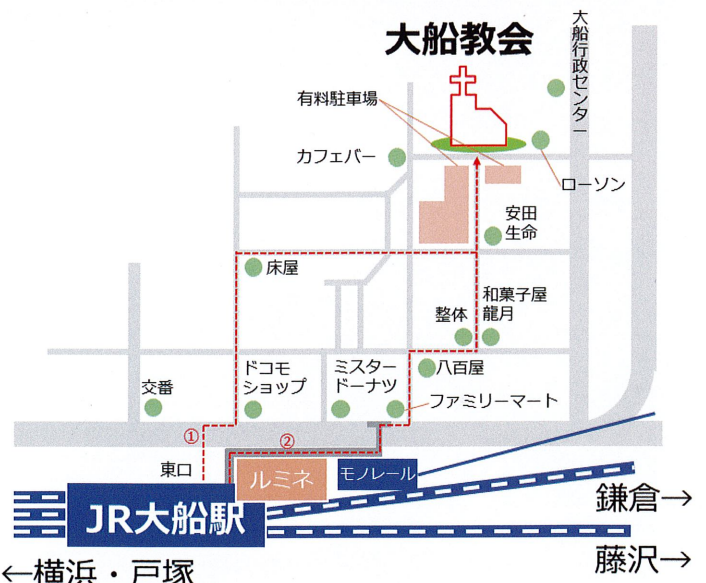 大船教会
大船行政センター
有料駐車場
カフェバー
ローソン
安田
生命
床屋
和菓子屋
龍月
整体
ドコモ
ショップ
ミスター
ドーナツ
八百屋
交番
ファミリーマート
①
②
東口
ルミネ
モノレール
JR大船駅
鎌倉→
藤沢→
←横浜・戸塚